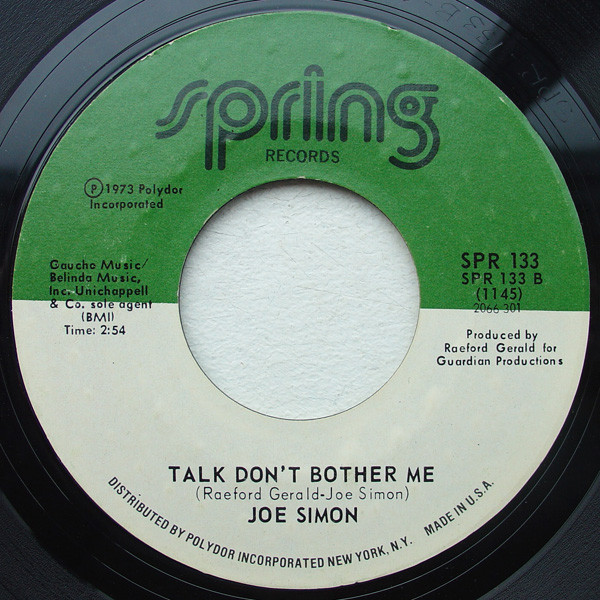 spring
RECORDS
Ⓟ1973 Polydor
Incorporated
Gaucho Music/
Belinda Music,
Inc. Unichappell
& Co. sole agent
(BMI)
Time: 2:54
SPR 133
SPR 133 B
(1145)
2066 301
Produced by
Raeford Gerald for
Guardian Productions
TALK DON'T BOTHER ME
(Raeford Gerald-Joe Simon)
JOE SIMON
DISTRIBUTED BY POLYDOR INCORPORATED NEW YORK, N.Y. MADE IN U.S.A.